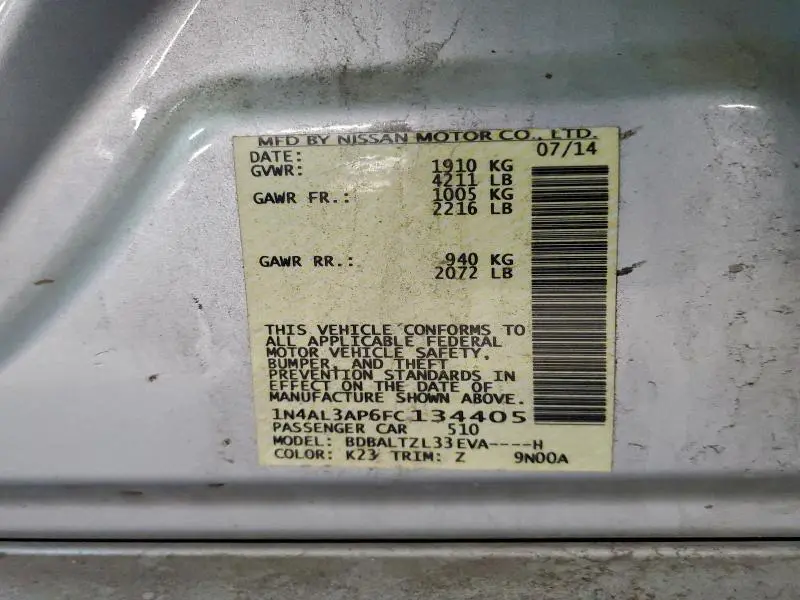 MFD BY NISSAN MOTOR CO., LTD.
DATE: 07/14
GVWR: 1910 KG
4211 LB
GAWR FR.: 1005 KG
2216 LB
GAWR RR.: 940 KG
2072 LB
THIS VEHICLE CONFORMS TO
ALL APPLICABLE FEDERAL
MOTOR VEHICLE SAFETY,
BUMPER, AND THEFT
PREVENTION STANDARDS IN
EFFECT ON THE DATE OF
MANUFACTURE SHOWN ABOVE.
1N4AL3AP6FC134405
PASSENGER CAR 510
MODEL: BDBALTZL33EVA----H
COLOR: K23 TRIM: Z 9N00A